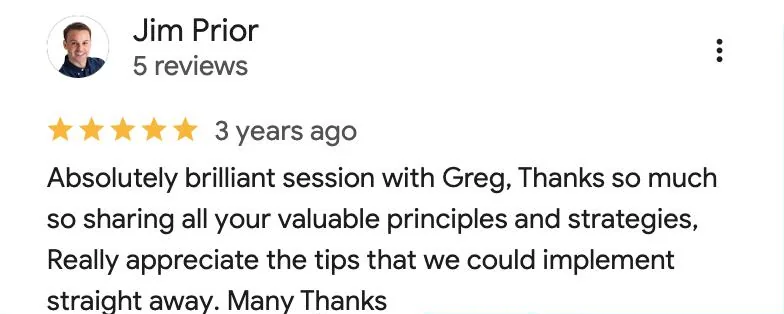 Jim Prior
5 reviews
3 years ago
Absolutely brilliant session with Greg, Thanks so much
so sharing all your valuable principles and strategies,
Really appreciate the tips that we could implement
straight away. Many Thanks